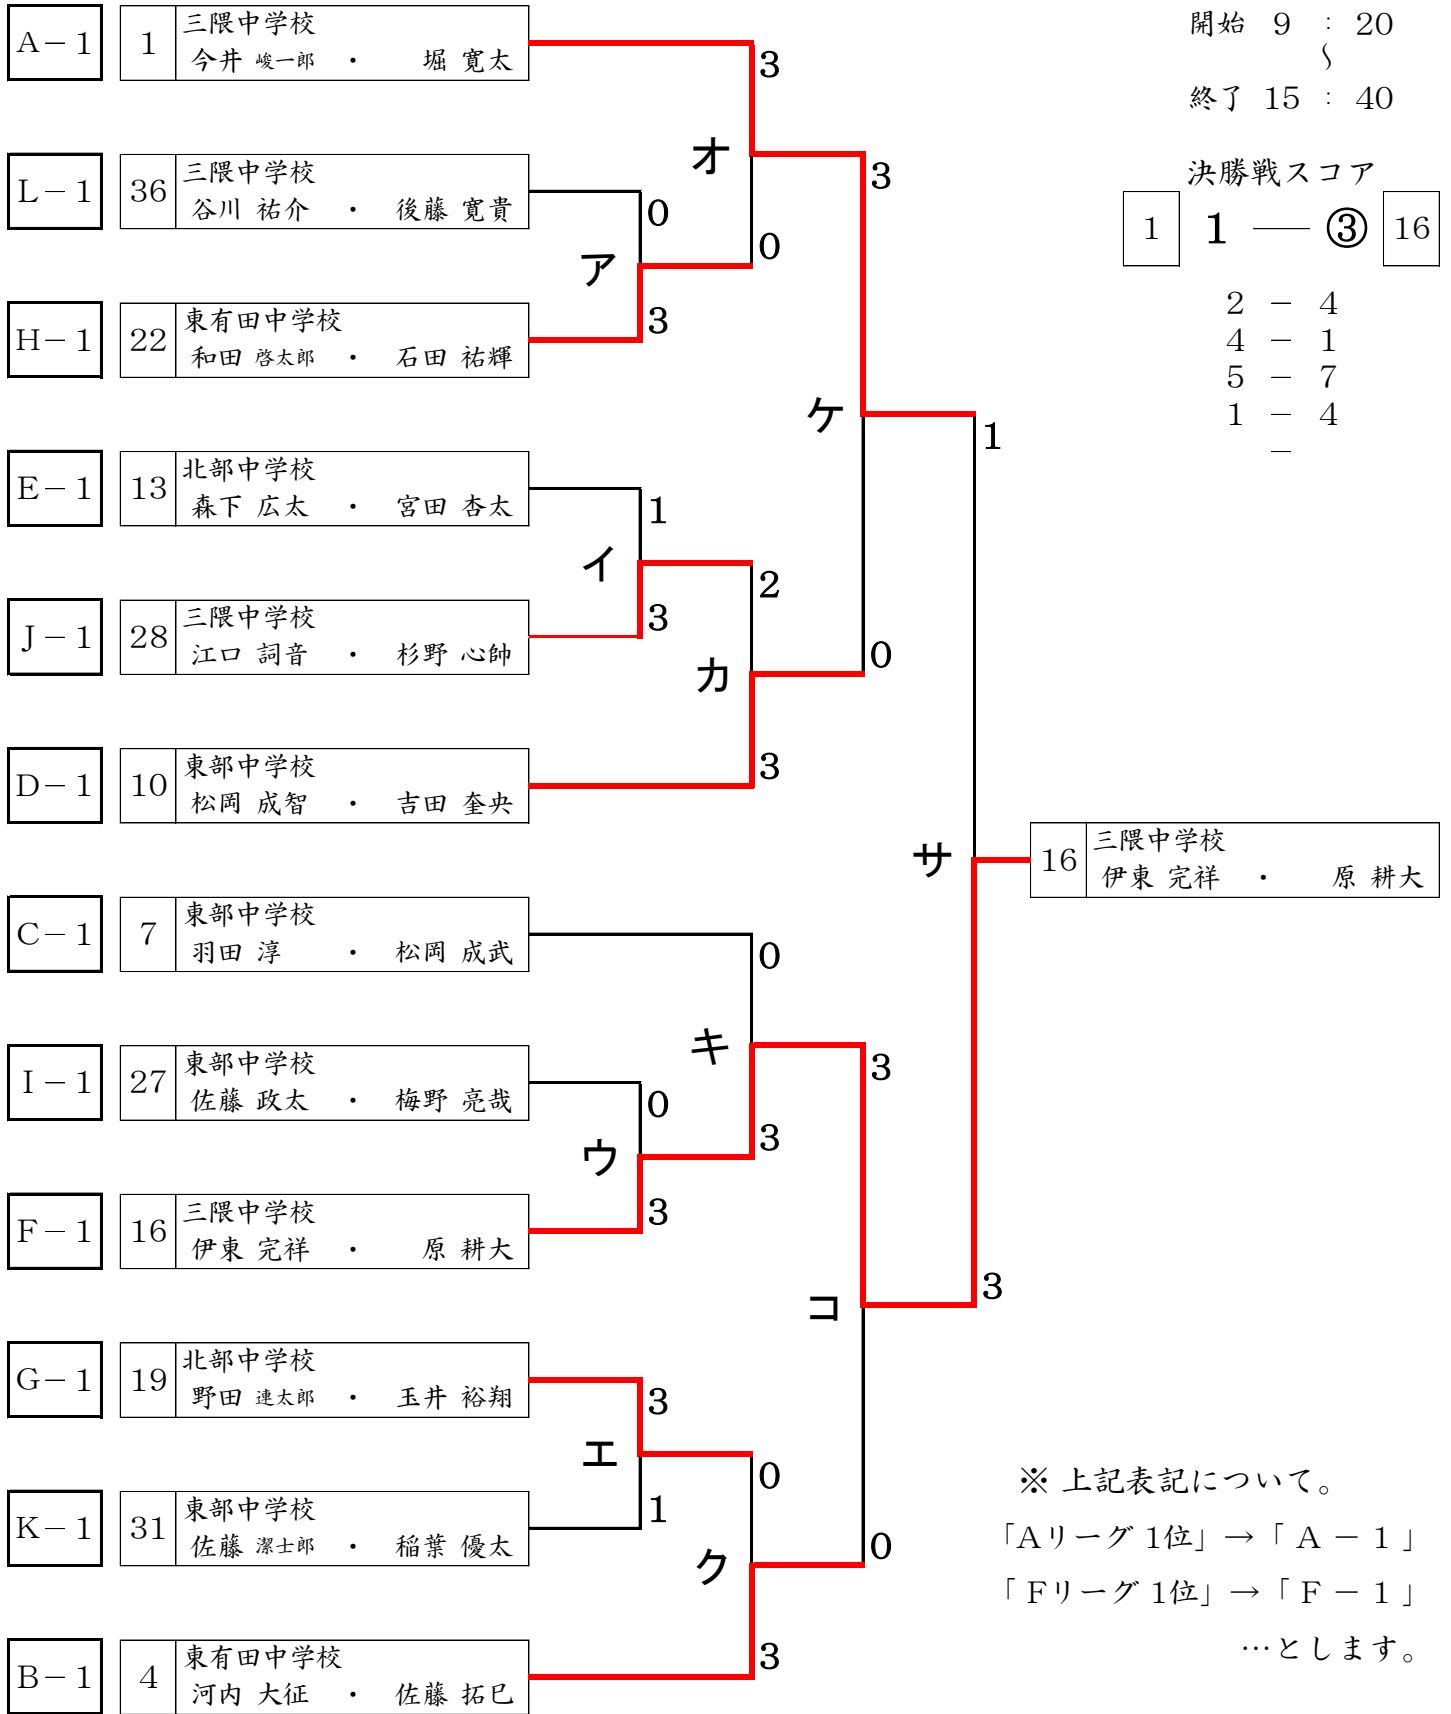 A－1 1 三隈中学校
今井 峻一郎 ・ 堀 寛太
L－1 36 三隈中学校
谷川 祐介 ・ 後藤 寛貴
H－1 22 東有田中学校
和田 啓太郎 ・ 石田 祐輝
E－1 13 北部中学校
森下 広太 ・ 宮田 杏太
J－1 28 三隈中学校
江口 詞音 ・ 杉野 心帥
D－1 10 東部中学校
松岡 成智 ・ 吉田 奎央
C－1 7 東部中学校
羽田 淳 ・ 松岡 成武
I－1 27 東部中学校
佐藤 政太 ・ 梅野 亮哉
F－1 16 三隈中学校
伊東 完祥 ・ 原 耕大
G－1 19 北部中学校
野田 連太郎 ・ 玉井 裕翔
K－1 31 東部中学校
佐藤 潔士郎 ・ 稲葉 優太
B－1 4 東有田中学校
河内 大征 ・ 佐藤 拓巳
0
ア
3
1
イ
3
0
ウ
3
3
エ
1
3
オ
0
2
カ
3
0
キ
3
0
ク
3
3
ケ
0
3
コ
0
1
サ
3
16 三隈中学校
伊東 完祥 ・ 原 耕大
開始 9 : 20
～
終了 15 : 40
決勝戦スコア
1 1 — ③ 16
2 － 4
4 － 1
5 － 7
1 － 4
－
※ 上記表記について。
「Aリーグ 1位」→「 A － 1 」
「 Fリーグ 1位」→「 F － 1 」
…とします。